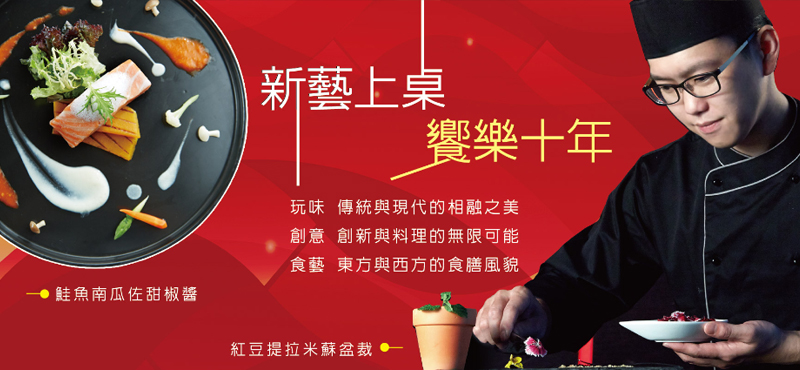 新藝上桌
饗樂十年
玩味 傳統與現代的相融之美
創意 創新與料理的無限可能
食藝 東方與西方的食膳風貌
鮭魚南瓜佐甜椒醬
紅豆提拉米蘇盆裁